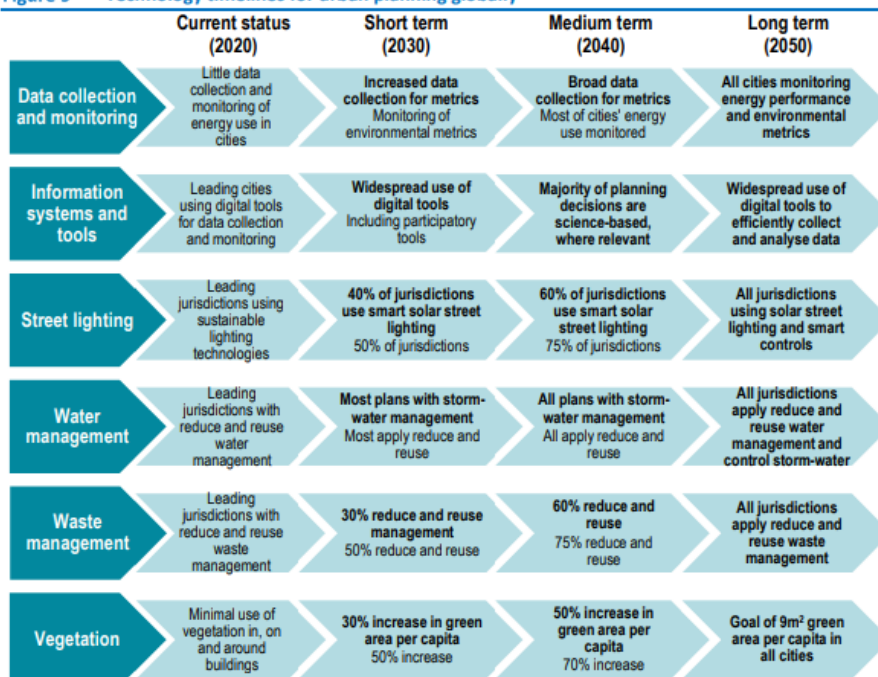 Figure 9 Technology timelines for urban planning globally
Current status
(2020)
Short term
(2030)
Medium term
(2040)
Long term
(2050)
Data collection
and monitoring
Little data
collection and
monitoring of
energy use in
cities
Increased data
collection for metrics
Monitoring of
environmental metrics
Broad data
collection for metrics
Most of cities' energy
use monitored
All cities monitoring
energy performance
and environmental
metrics
Information
systems and
tools
Leading cities
using digital tools
for data collection
and monitoring
Widespread use of
digital tools
Including participatory
tools
Majority of planning
decisions are
science-based,
where relevant
Widespread use of
digital tools to
efficiently collect
and analyse data
Street lighting
Leading
jurisdictions using
sustainable
lighting
technologies
40% of jurisdictions
use smart solar street
lighting
50% of jurisdictions
60% of jurisdictions
use smart solar
street lighting
75% of jurisdictions
All jurisdictions
using solar street
lighting and smart
controls
Water
management
Leading
jurisdictions with
reduce and reuse
water
management
Most plans with storm-
water management
Most apply reduce and
reuse
All plans with storm-
water management
All apply reduce and
reuse
All jurisdictions
apply reduce and
reuse water
management and
control storm-water
Waste
management
Leading
jurisdictions with
reduce and reuse
waste
management
30% reduce and reuse
management
50% reduce and reuse
60% reduce and
reuse
75% reduce and
reuse
All jurisdictions
apply reduce and
reuse waste
management
Vegetation
Minimal use of
vegetation in, on
and around
buildings
30% increase in green
area per capita
50% increase
50% increase in
green area per
capita
70% increase
Goal of 9m² green
area per capita in
all cities